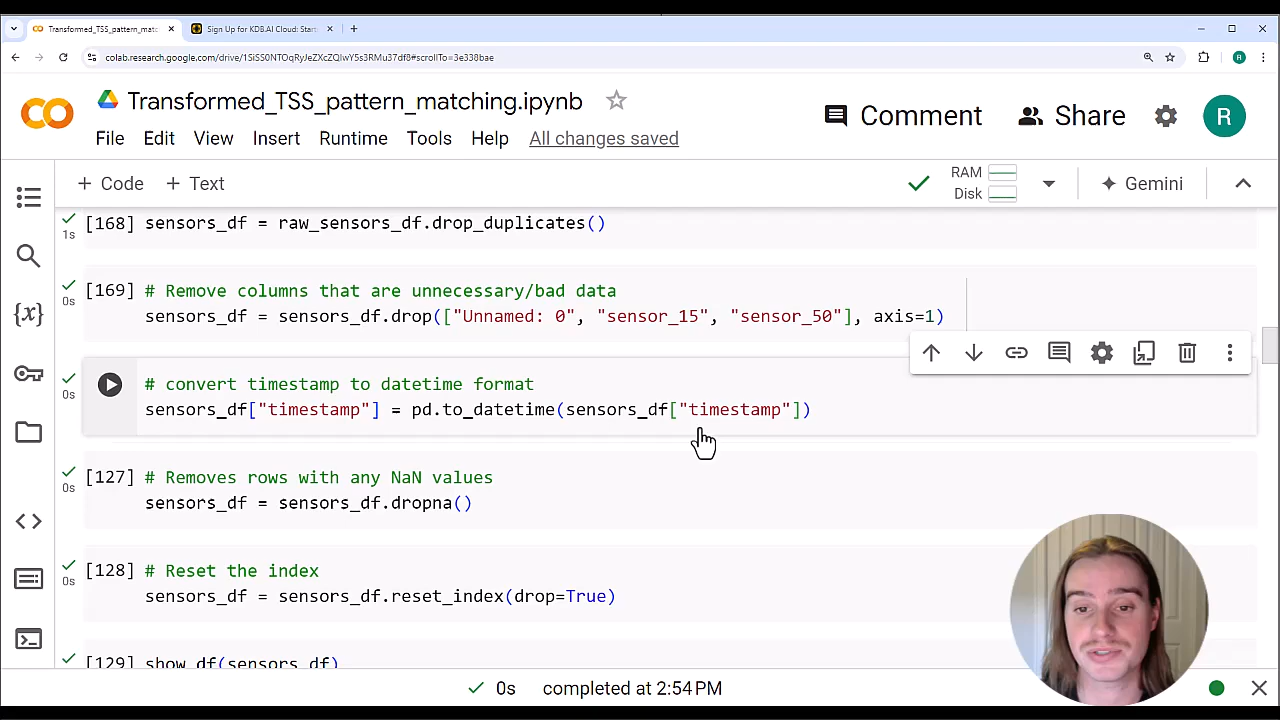 Transformed_TSS_pattern_matc
Sign Up for KDB.AI Cloud: Start
colab.research.google.com/drive/1SiSS0NTOqRyJeZXcZQIwY5s3RMu37df8#scrollTo=3e338bae
R
Transformed_TSS_pattern_matching.ipynb
Comment
Share
R
File Edit View Insert Runtime Tools Help All changes saved
+ Code + Text
RAM
Disk
Gemini
[168] sensors_df = raw_sensors_df.drop_duplicates()
1s
[169] # Remove columns that are unnecessary/bad data
0s
sensors_df = sensors_df.drop(["Unnamed: 0", "sensor_15", "sensor_50"], axis=1)
# convert timestamp to datetime format
0s
sensors_df["timestamp"] = pd.to_datetime(sensors_df["timestamp"])
[127] # Removes rows with any NaN values
0s
sensors_df = sensors_df.dropna()
[128] # Reset the index
0s
sensors_df = sensors_df.reset_index(drop=True)
[129] show_df(sensors_df)
0s completed at 2:54 PM